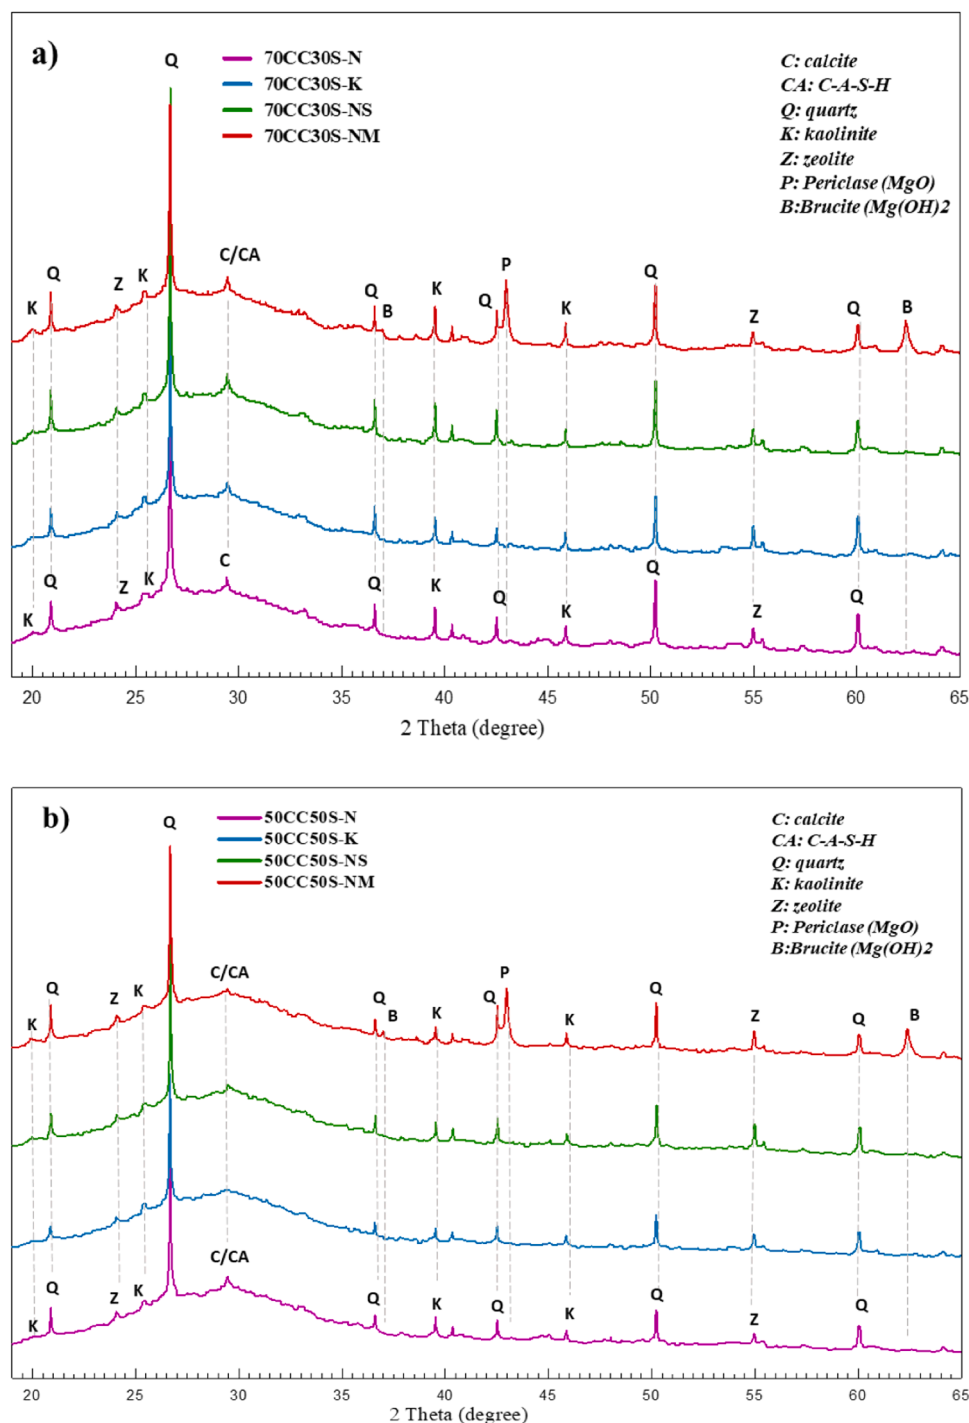 a)
70CC30S-N
70CC30S-K
70CC30S-NS
70CC30S-NM
C: calcite
CA: C-A-S-H
Q: quartz
K: kaolinite
Z: zeolite
P: Periclase (MgO)
B:Brucite (Mg(OH)2
Q
K Q Z K C/CA Q B K Q P K Q Z Q B
K Q Z K C Q K Q K Q Z Q
20 25 30 35 40 45 50 55 60 65
2 Theta (degree)
b)
50CC50S-N
50CC50S-K
50CC50S-NS
50CC50S-NM
C: calcite
CA: C-A-S-H
Q: quartz
K: kaolinite
Z: zeolite
P: Periclase (MgO)
B:Brucite (Mg(OH)2
Q
K Q Z K C/CA Q B K Q P K Q Z Q B
K Q Z K C/CA Q K Q K Q Z Q
20 25 30 35 40 45 50 55 60 65
2 Theta (degree)